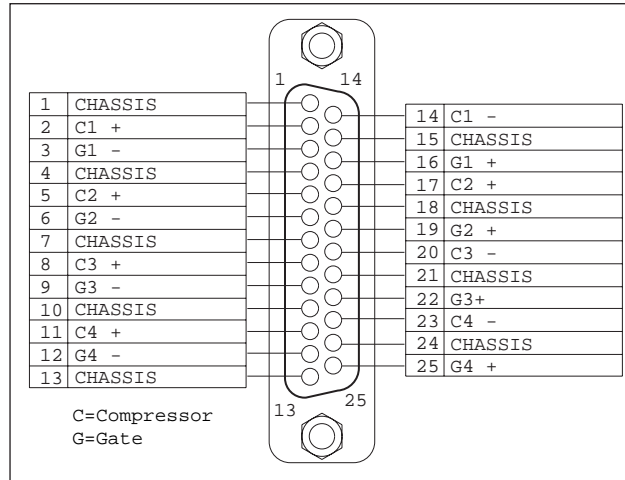 1 14
1 CHASSIS
2 C1 +
3 G1 -
4 CHASSIS
5 C2 +
6 G2 -
7 CHASSIS
8 C3 +
9 G3 -
10 CHASSIS
11 C4 +
12 G4 -
13 CHASSIS
14 C1 -
15 CHASSIS
16 G1 +
17 C2 +
18 CHASSIS
19 G2 +
20 C3 -
21 CHASSIS
22 G3+
23 C4 -
24 CHASSIS
25 G4 +
13 25
C=Compressor
G=Gate